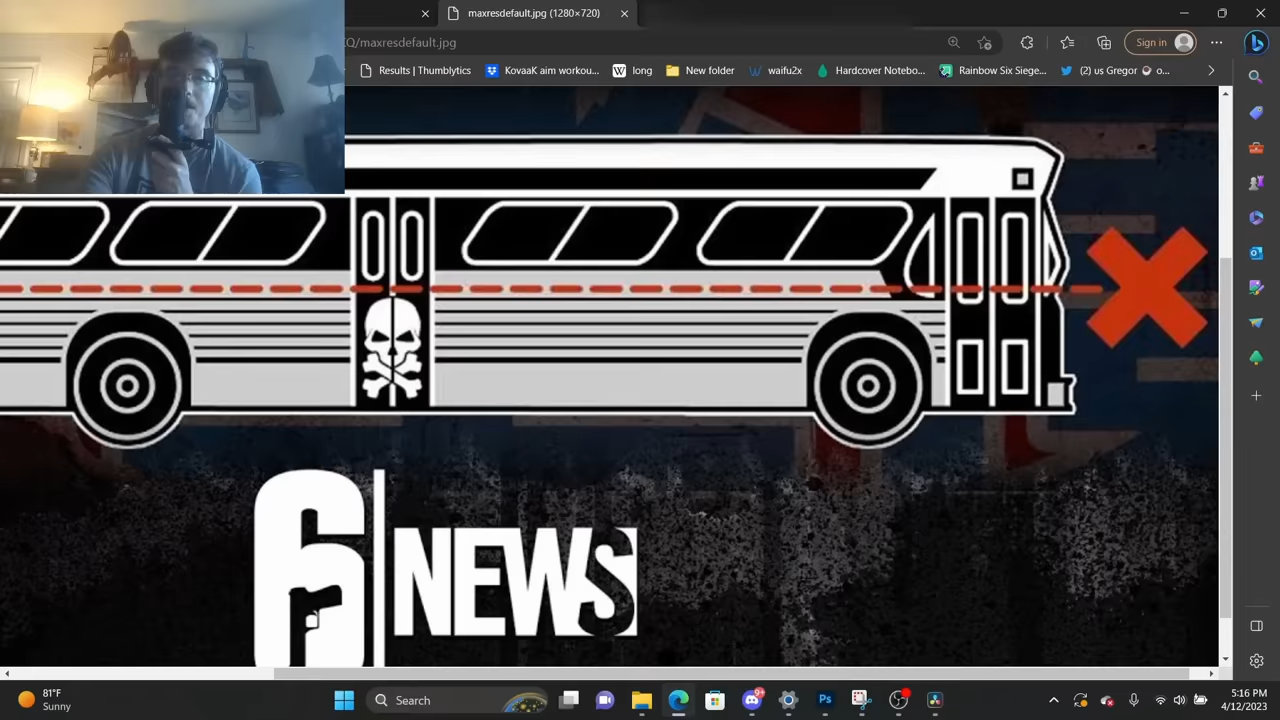 maxresdefault.jpg (1280×720)
Q/maxresdefault.jpg
Sign in
Results | Thumblytics
KovaaK aim workou...
long
New folder
waifu2x
Hardcover Notebo...
Rainbow Six Siege...
(2) us Gregor
o...
6 NEWS
81°F
Sunny
Search
9+
5:16 PM
4/12/2023